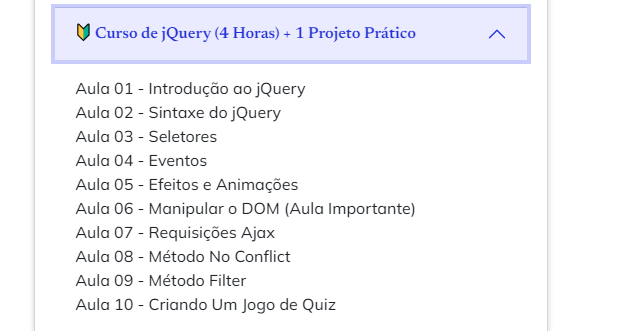 🔰 Curso de jQuery (4 Horas) + 1 Projeto Prático
Aula 01 - Introdução ao jQuery
Aula 02 - Sintaxe do jQuery
Aula 03 - Seletores
Aula 04 - Eventos
Aula 05 - Efeitos e Animações
Aula 06 - Manipular o DOM (Aula Importante)
Aula 07 - Requisições Ajax
Aula 08 - Método No Conflict
Aula 09 - Método Filter
Aula 10 - Criando Um Jogo de Quiz